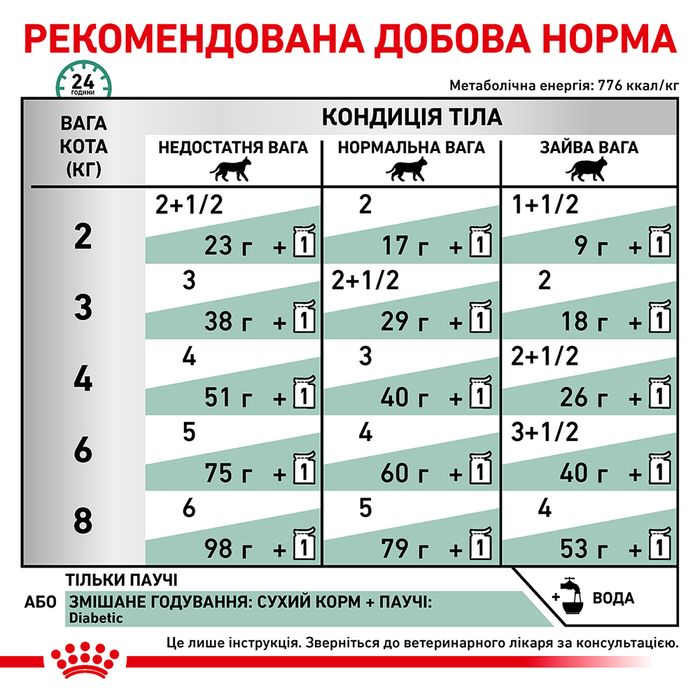 РЕКОМЕНДОВАНА ДОБОВА НОРМА
24
ГОДИНИ
Метаболічна енергія: 776 ккал/кг
ВАГА КОТА (КГ)
КОНДИЦІЯ ТІЛА
НЕДОСТАТНЯ ВАГА НОРМАЛЬНА ВАГА ЗАЙВА ВАГА
2+1/2 2 1+1/2
2 23 г + 1 17 г + 1 9 г + 1
3 2+1/2 2
3 38 г + 1 29 г + 1 18 г + 1
4 3 2+1/2
4 51 г + 1 40 г + 1 26 г + 1
5 4 3+1/2
6 75 г + 1 60 г + 1 40 г + 1
6 5 4
8 98 г + 1 79 г + 1 53 г + 1
ТІЛЬКИ ПАУЧІ
АБО ЗМІШАНЕ ГОДУВАННЯ: СУХИЙ КОРМ + ПАУЧІ:
Diabetic
+ ВОДА
Це лише інструкція. Зверніться до ветеринарного лікаря за консультацією.